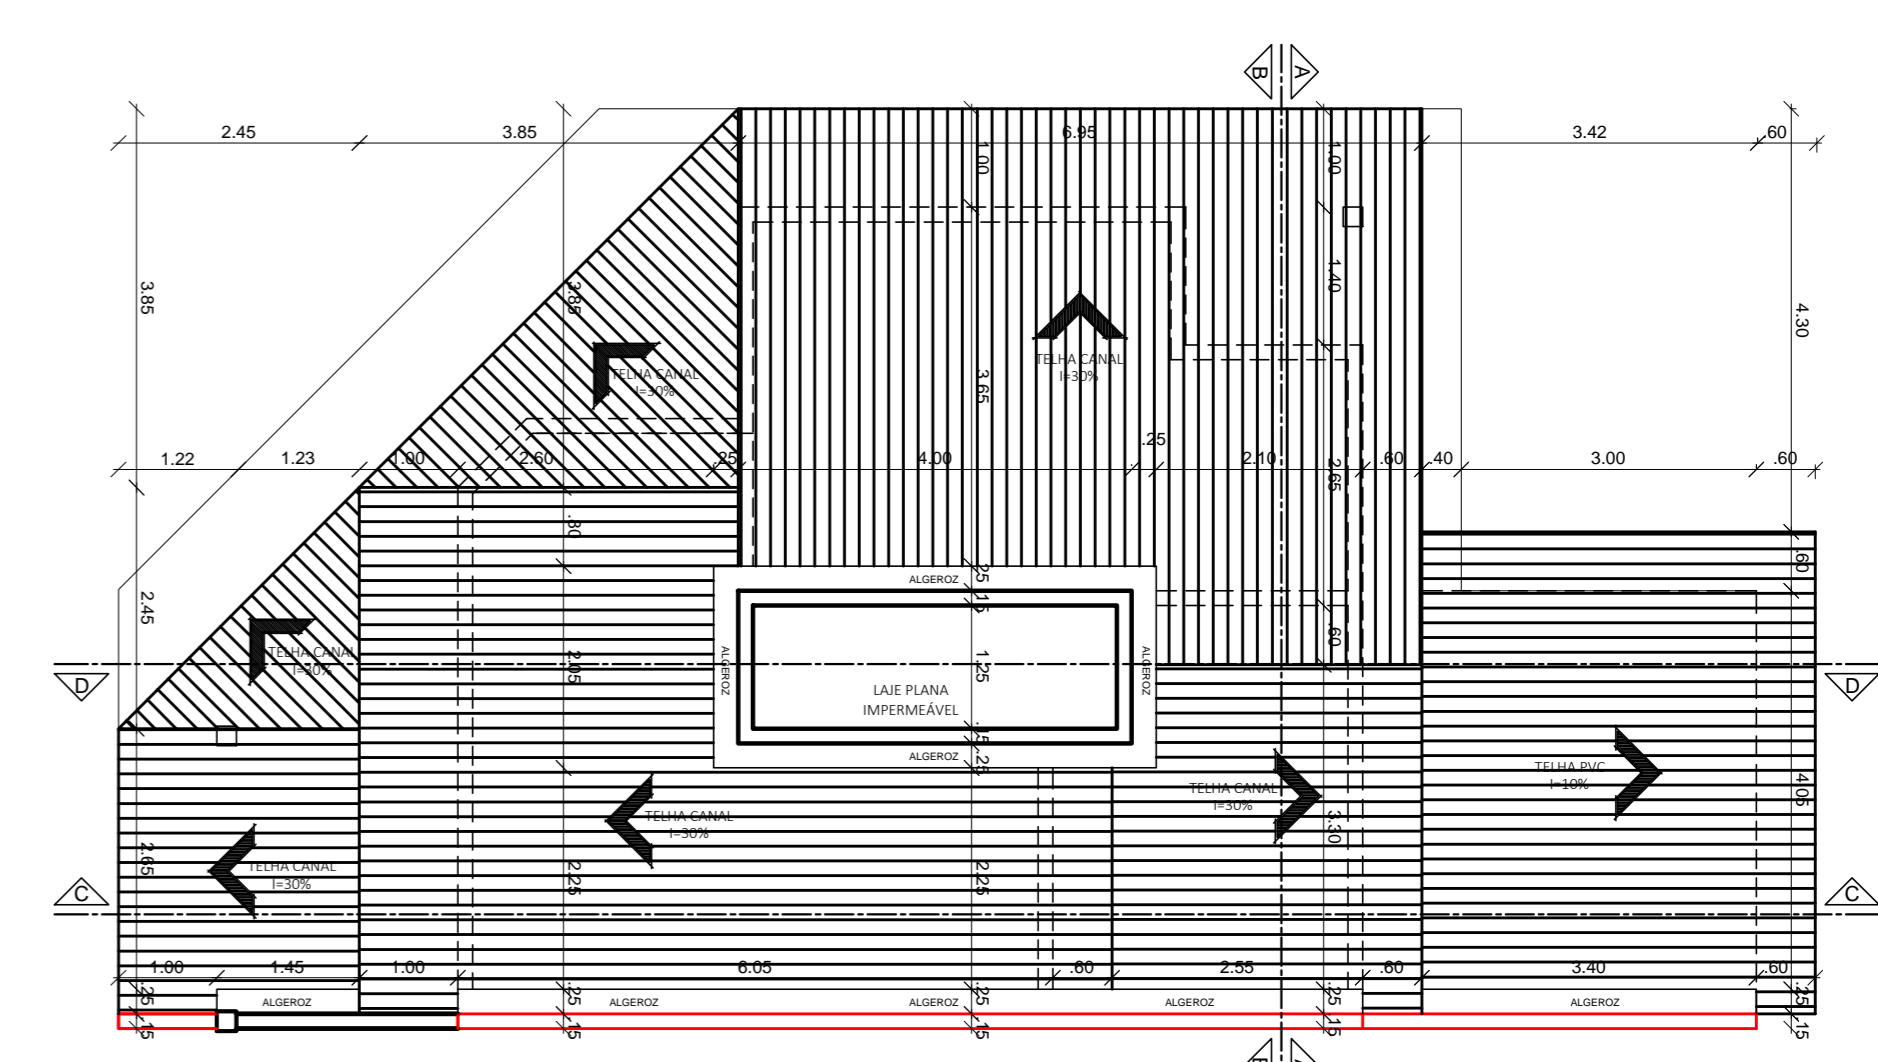 B
A
2.45
3.85
6.95
3.42
.60
1.00
1.00
3.85
3.85
1.40
4.30
TELHA CANAL
I=30%
TELHA CANAL
I=30%
3.65
1.22
1.23
1.00
2.60
.25
4.00
.25
2.10
.60
.40
3.00
.60
2.65
.80
.25
ALGEROZ
.60
.15
2.45
.60
TELHA CANAL
I=30%
2.05
ALGEROZ
1.25
ALGEROZ
D
D
LAJE PLANA
IMPERMEÁVEL
.15
ALGEROZ
.25
TELHA PVC
I=10%
4.05
TELHA CANAL
I=30%
TELHA CANAL
I=30%
3.30
TELHA CANAL
I=30%
2.65
2.25
2.25
C
C
1.00
1.45
1.00
6.05
.60
2.55
.60
3.40
.60
.25
ALGEROZ
.25
ALGEROZ
ALGEROZ
.25
ALGEROZ
.25
ALGEROZ
.25
.15
.15
.15
.15
.15